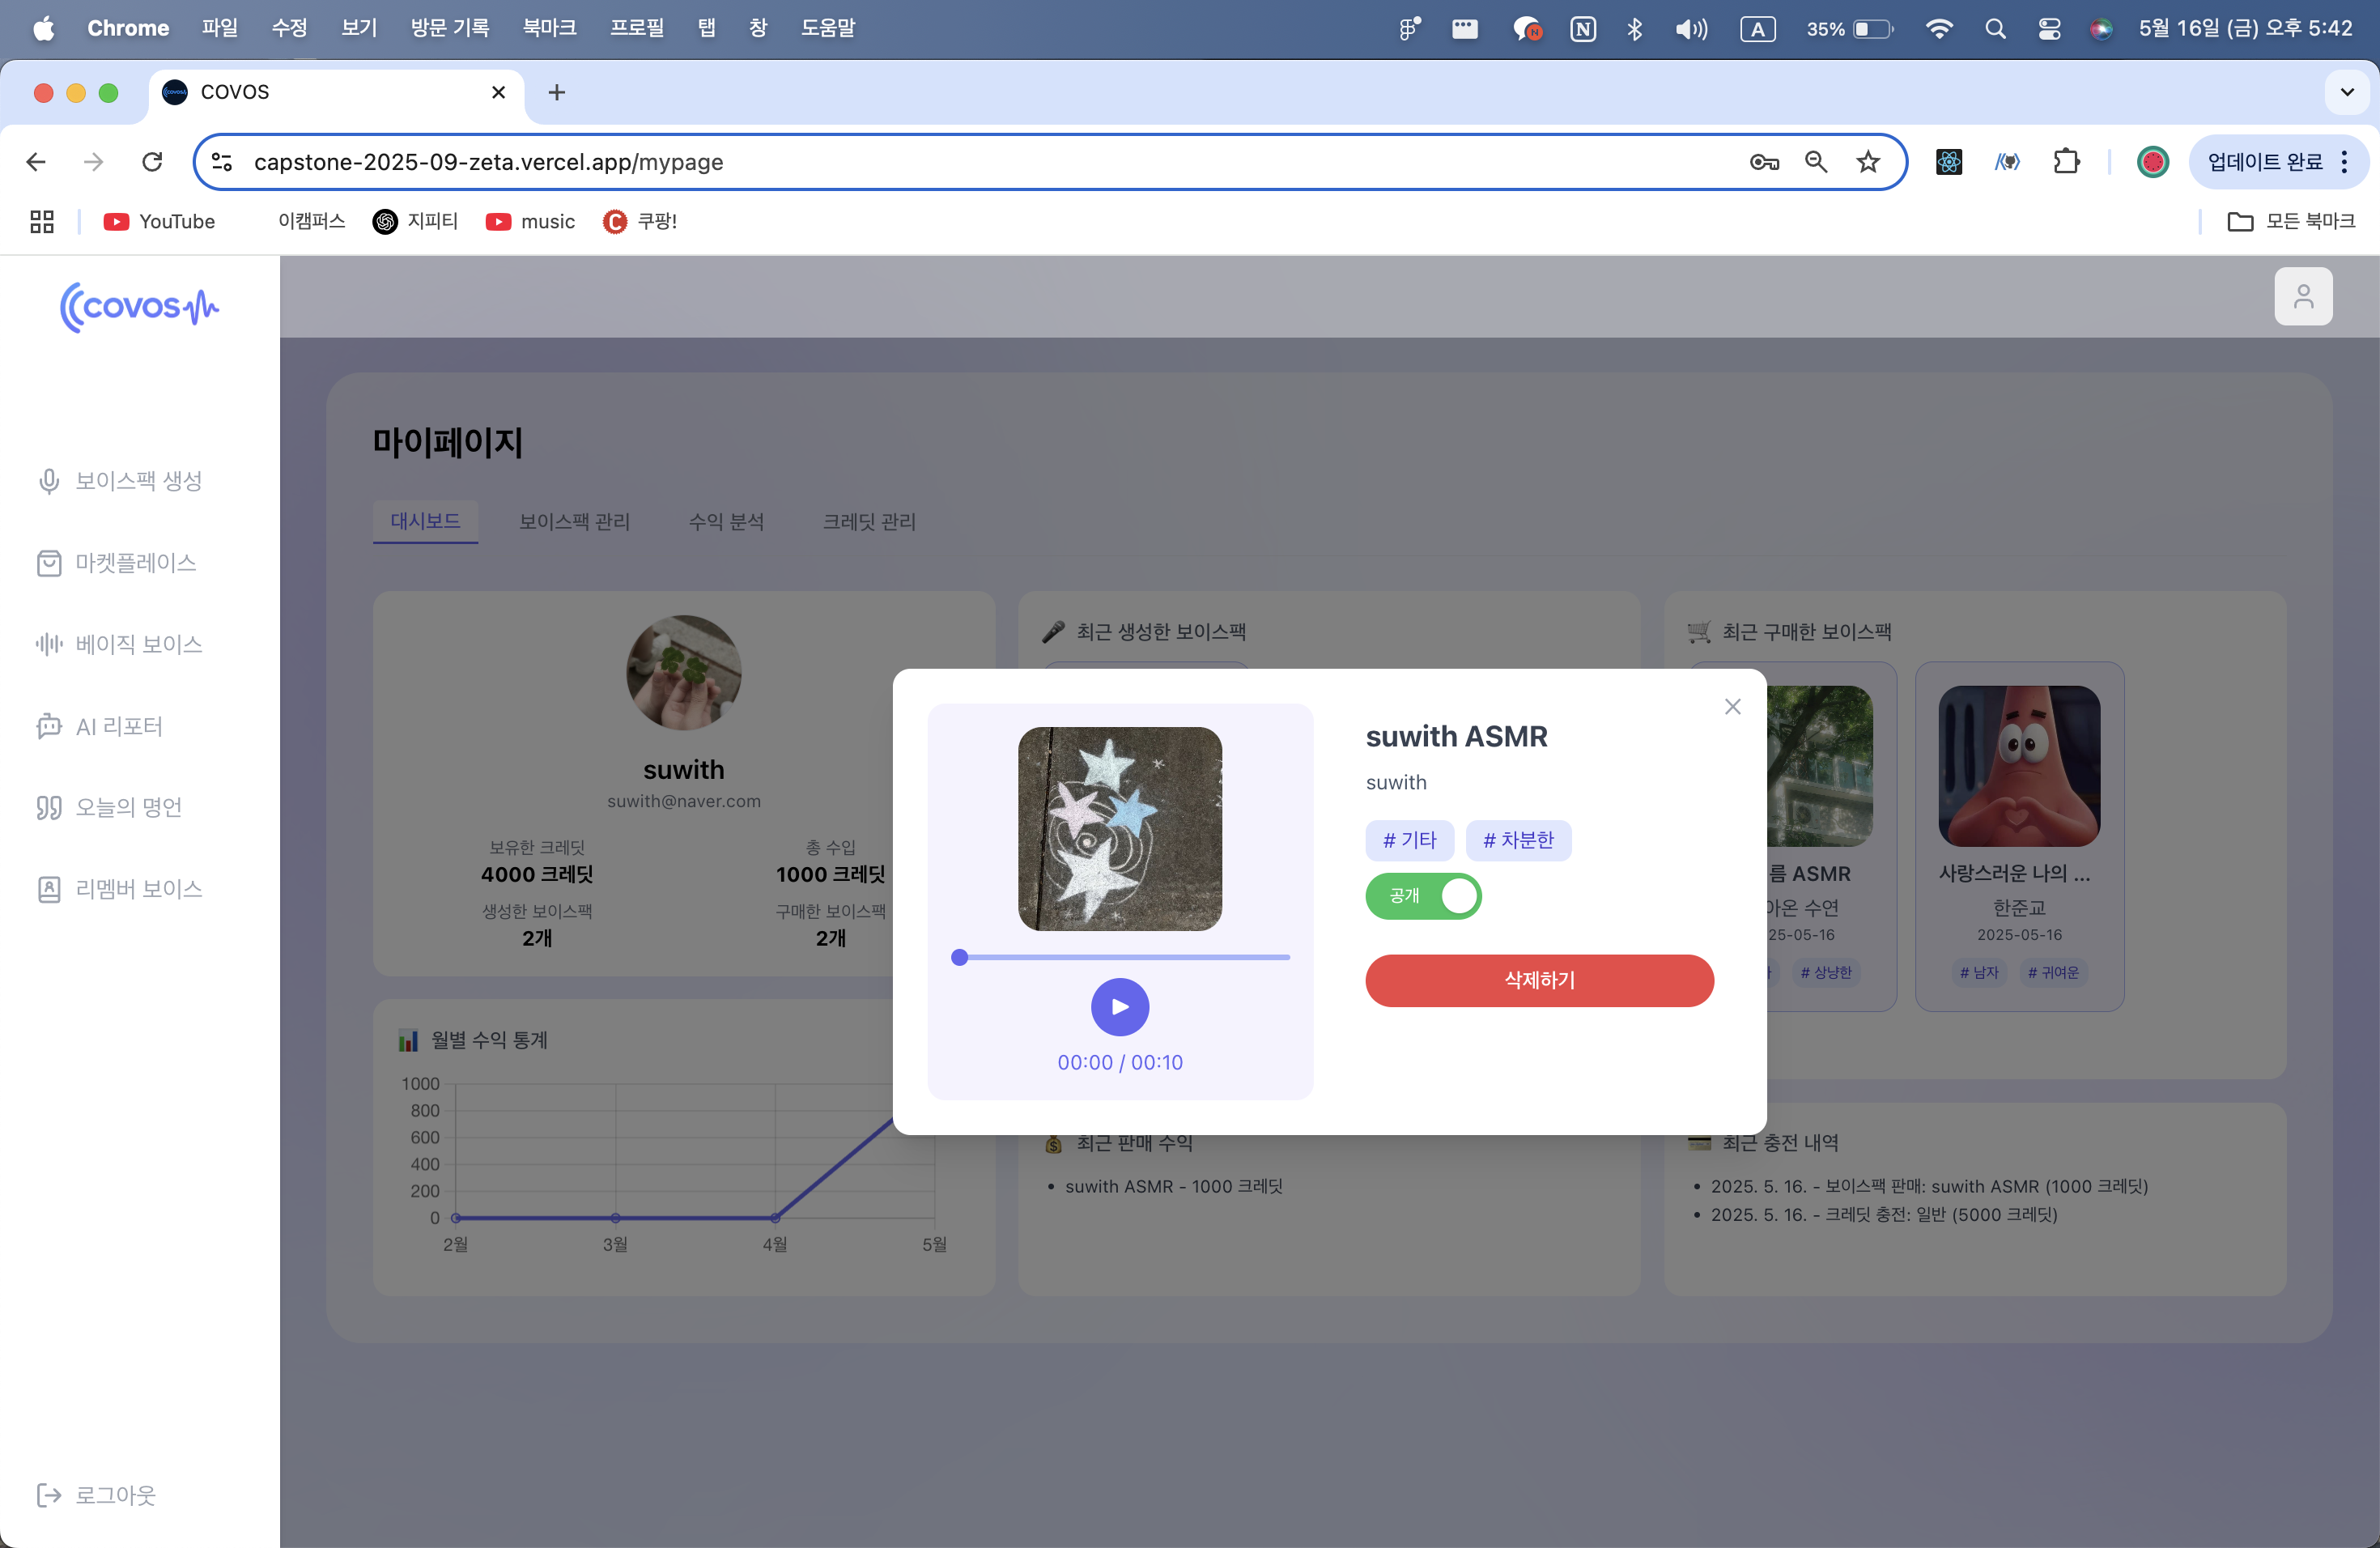 Chrome 파일 수정 보기 방문 기록 북마크 프로필 탭 창 도움말 A 35% 5월 16일 (금) 오후 5:42
COVOS
capstone-2025-09-zeta.vercel.app/mypage
업데이트 완료
YouTube 이캠퍼스 지피티 music 쿠팡!
모든 북마크
covos
보이스팩 생성
마켓플레이스
베이직 보이스
AI 리포터
오늘의 명언
리멤버 보이스
로그아웃
마이페이지
대시보드 보이스팩 관리 수익 분석 크레딧 관리
suwith
suwith@naver.com
보유한 크레딧 총 수입
4000 크레딧 1000 크레딧
생성한 보이스팩 구매한 보이스팩
2개 2개
최근 생성한 보이스팩
최근 구매한 보이스팩
름 ASMR
아온 수연
25-05-16
# 상냥한
사랑스러운 나의 ...
한준교
2025-05-16
# 남자 # 귀여운
suwith ASMR
suwith
# 기타 # 차분한
공개
삭제하기
00:00 / 00:10
월별 수익 통계
1000
800
600
400
200
0
2월 3월 4월 5월
최근 판매 수익
• suwith ASMR - 1000 크레딧
최근 충전 내역
• 2025. 5. 16. - 보이스팩 판매: suwith ASMR (1000 크레딧)
• 2025. 5. 16. - 크레딧 충전: 일반 (5000 크레딧)